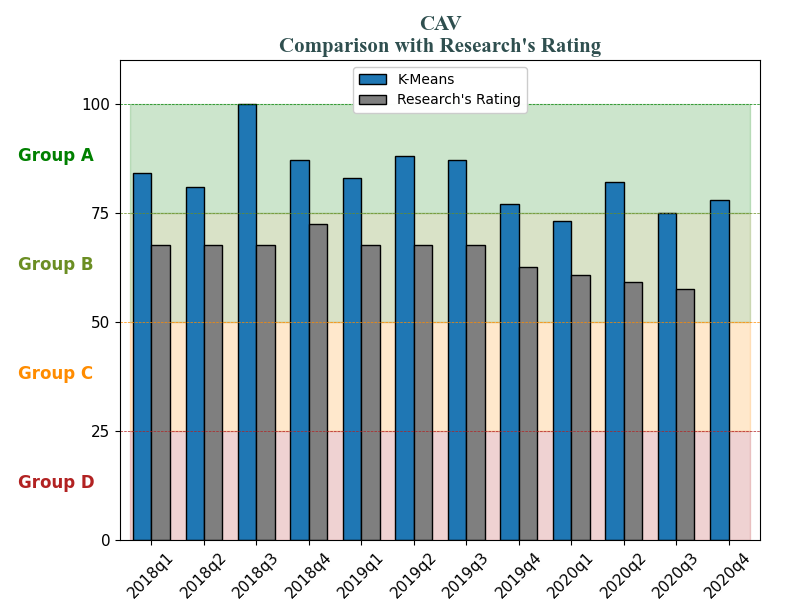 CAV
Comparison with Research's Rating
K-Means
Research's Rating
100
Group A
75
Group B
50
Group C
25
Group D
0
2018q1 2018q2 2018q3 2018q4 2019q1 2019q2 2019q3 2019q4 2020q1 2020q2 2020q3 2020q4